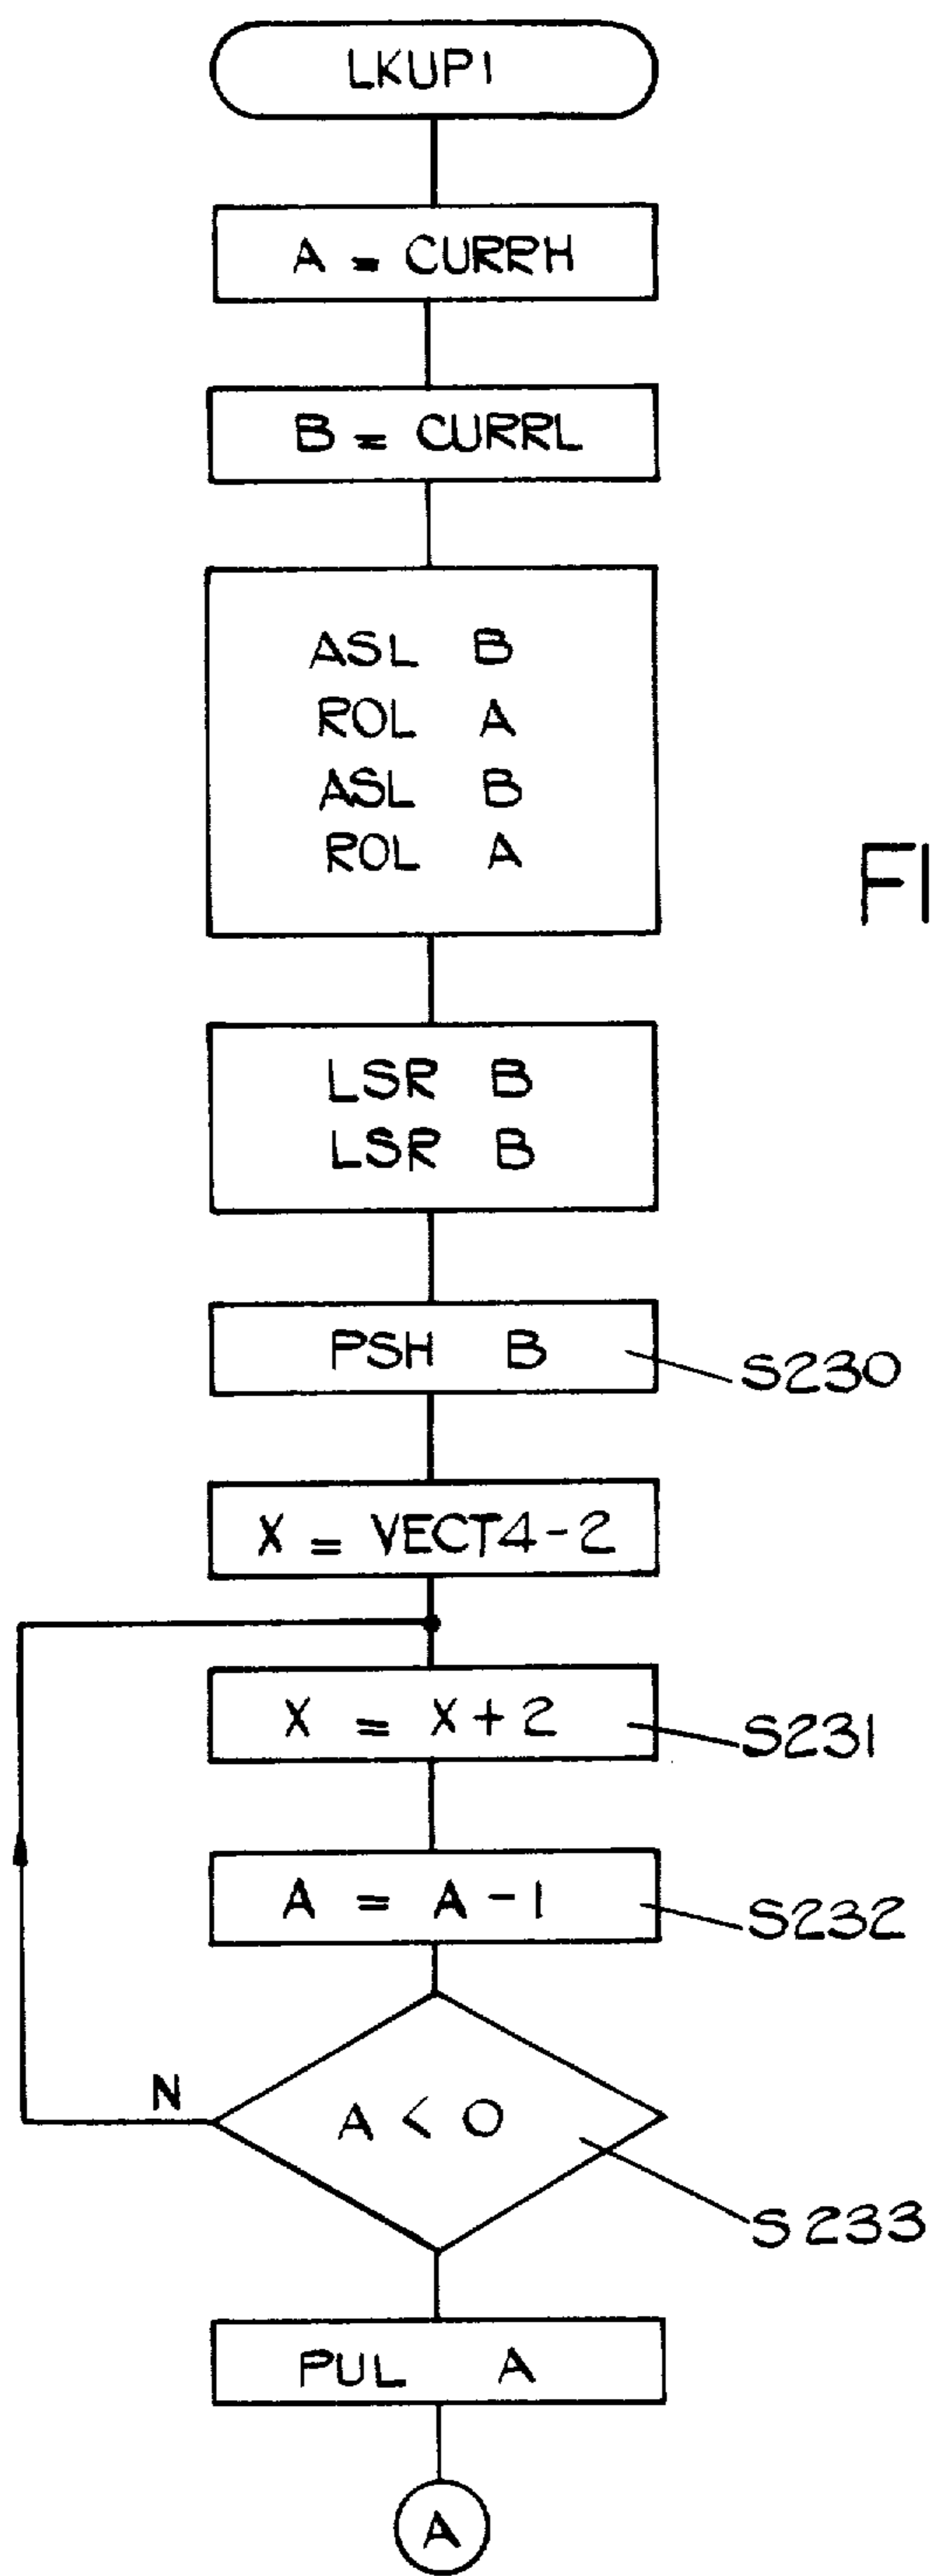 LKUP1
A = CURRH
B = CURRL
ASL B
ROL A
ASL B
ROL A
FI
LSR B
LSR B
PSH B
S230
X = VECT4-2
X = X+2
S231
A = A-1
S232
N
A < 0
S233
PUL A
A